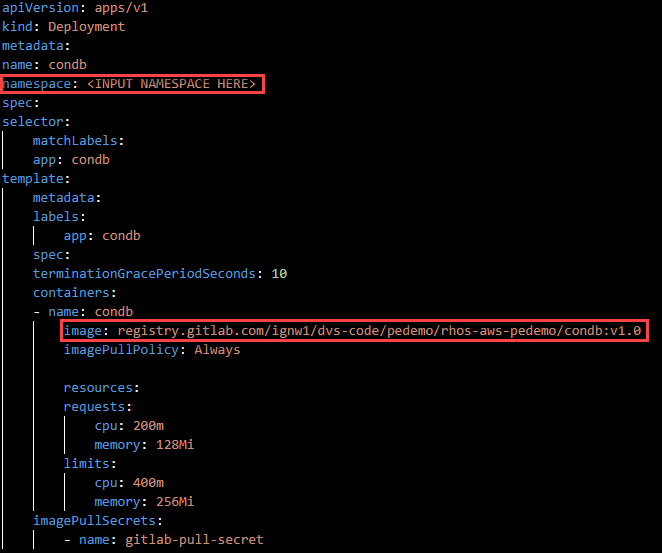 apiVersion: apps/v1
kind: Deployment
metadata:
name: condb
namespace: <INPUT NAMESPACE HERE>
spec:
selector:
    matchLabels:
    app: condb
template:
    metadata:
    labels:
        app: condb
    spec:
    terminationGracePeriodSeconds: 10
    containers:
    - name: condb
        image: registry.gitlab.com/ignw1/dvs-code/pedemo/rhos-aws-pedemo/condb:v1.0
        imagePullPolicy: Always

        resources:
        requests:
            cpu: 200m
            memory: 128Mi
        limits:
            cpu: 400m
            memory: 256Mi
    imagePullSecrets:
        - name: gitlab-pull-secret